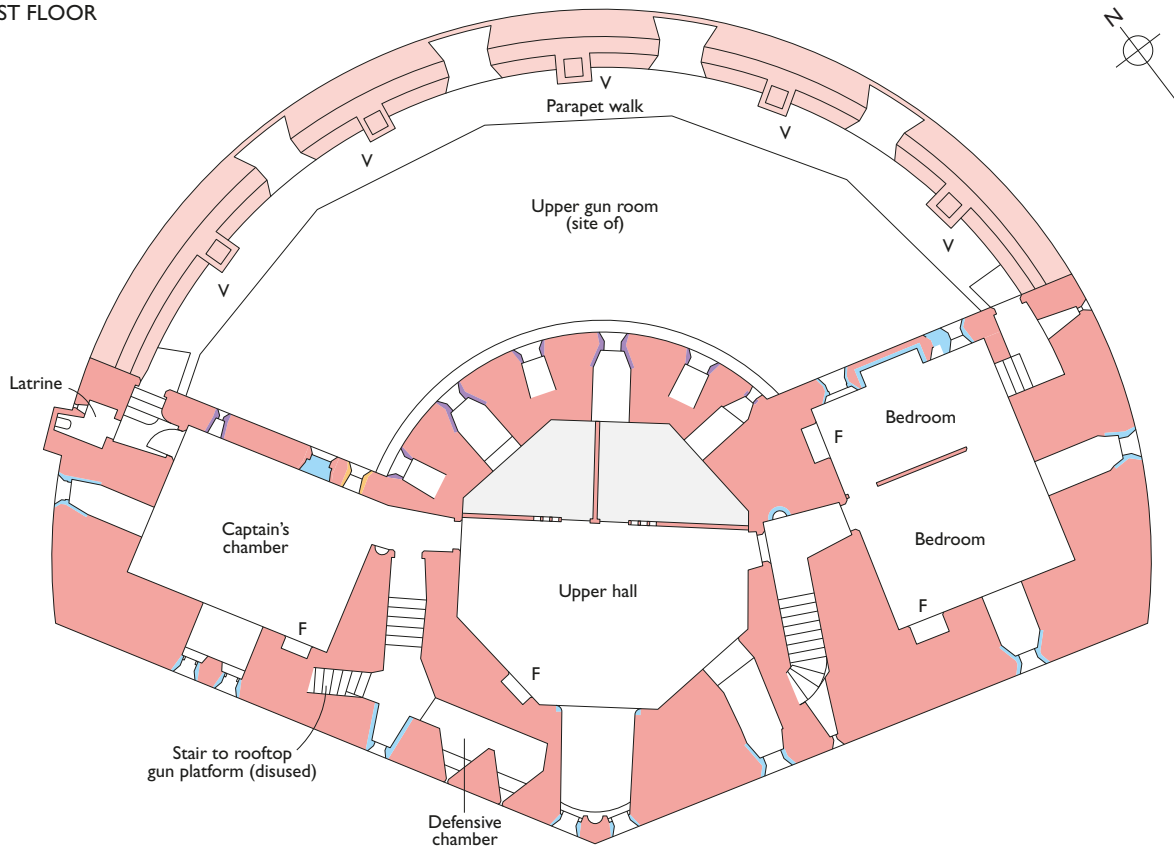 ST FLOOR
N
V
Parapet walk
V
V
Upper gun room
(site of)
V
V
Latrine
Bedroom
F
Captain's
chamber
Bedroom
Upper hall
F
F
F
Stair to rooftop
gun platform (disused)
Defensive
chamber